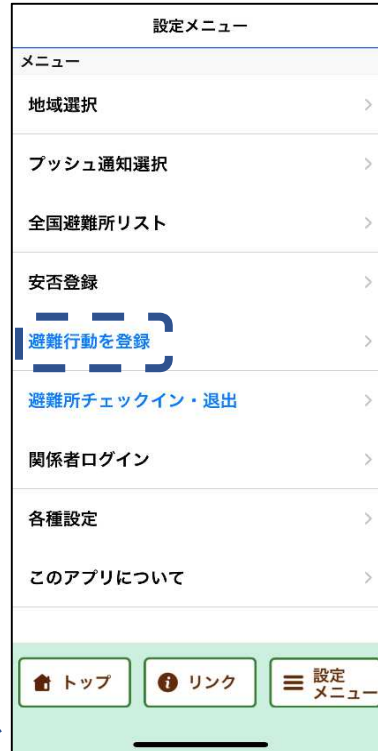 設定メニュー
メニュー
地域選択
プッシュ通知選択
全国避難所リスト
安否登録
避難行動を登録
避難所チェックイン・退出
関係者ログイン
各種設定
このアプリについて
トップ
リンク
設定
メニュー